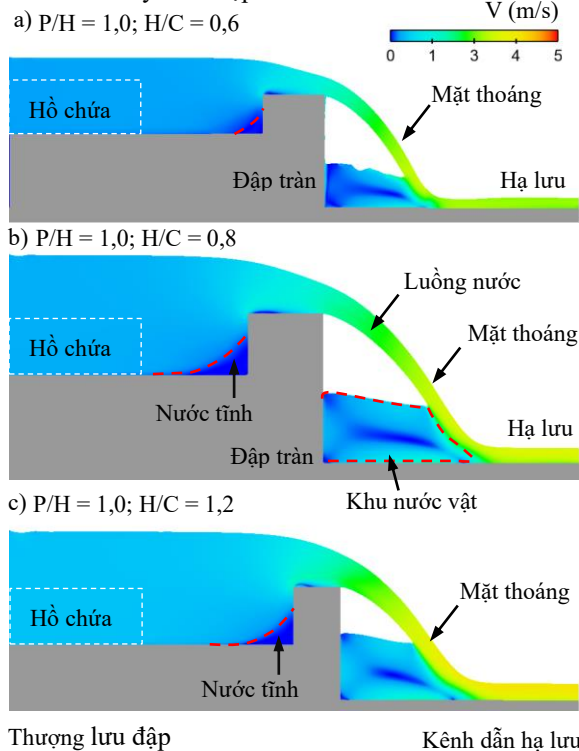 a) P/H = 1,0; H/C = 0,6
V (m/s)
0 1 2 3 4 5
Hồ chứa
Mặt thoáng
Đập tràn
Hạ lưu
b) P/H = 1,0; H/C = 0,8
Luồng nước
Mặt thoáng
Hồ chứa
Nước tĩnh
Hạ lưu
Đập tràn
Khu nước vật
c) P/H = 1,0; H/C = 1,2
Mặt thoáng
Hồ chứa
Nước tĩnh
Thượng lưu đập
Kênh dẫn hạ lưu